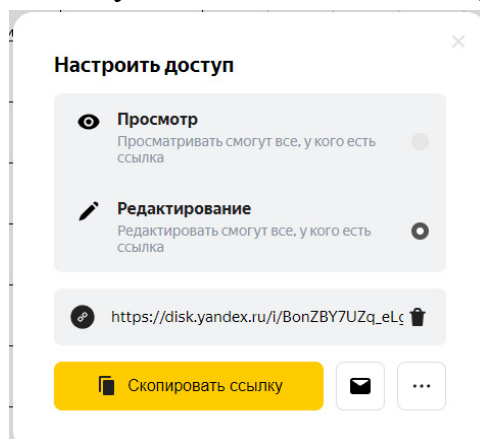 Настроить доступ
Просмотр
Просматривать смогут все, у кого есть
ссылка
Редактирование
Редактировать смогут все, у кого есть
ссылка
https://disk.yandex.ru/i/BonZBY7UZq_eLg
Скопировать ссылку